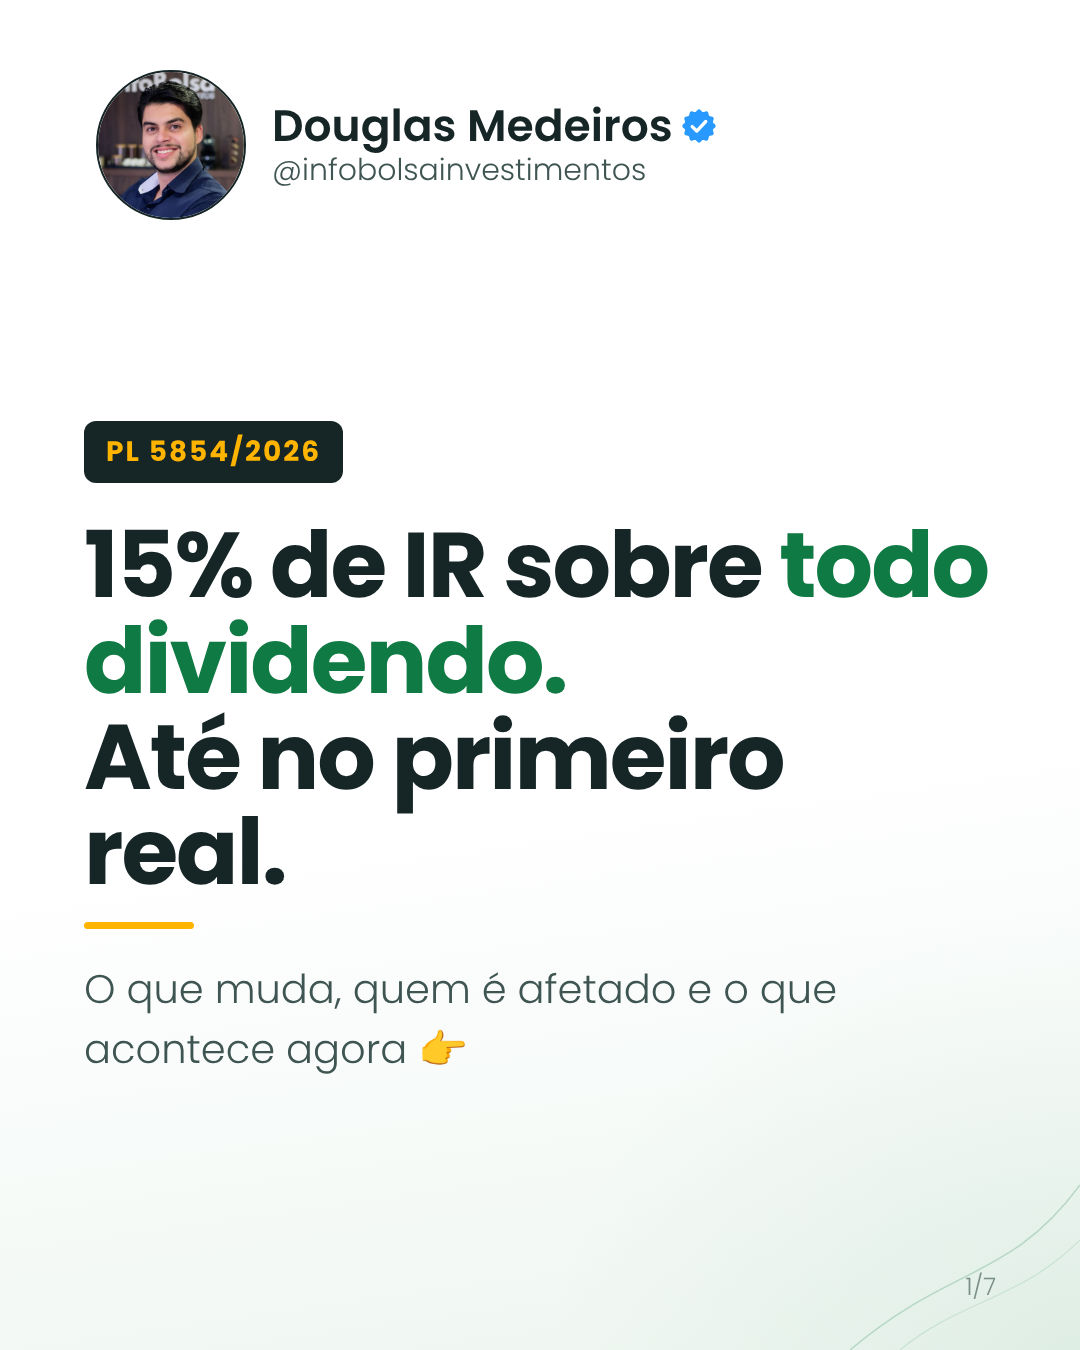 Douglas Medeiros
@infobolsainvestimentos
PL 5854/2026
15% de IR sobre todo
dividendo.
Até no primeiro
real.
O que muda, quem é afetado e o que
acontece agora 👉
1/7